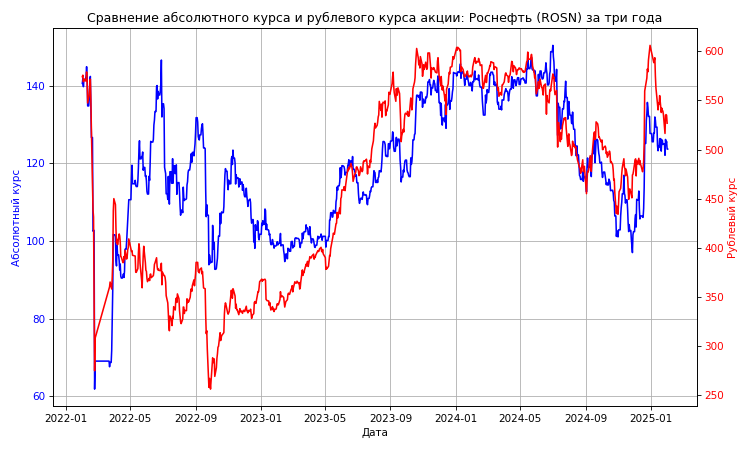 Сравнение абсолютного курса и рублевого курса акции: Роснефть (ROSN) за три года
Абсолютный курс
140
120
100
80
60
600
550
500
450
400
350
300
250
Рублевый курс
2022-01 2022-05 2022-09 2023-01 2023-05 2023-09 2024-01 2024-05 2024-09 2025-01
Дата